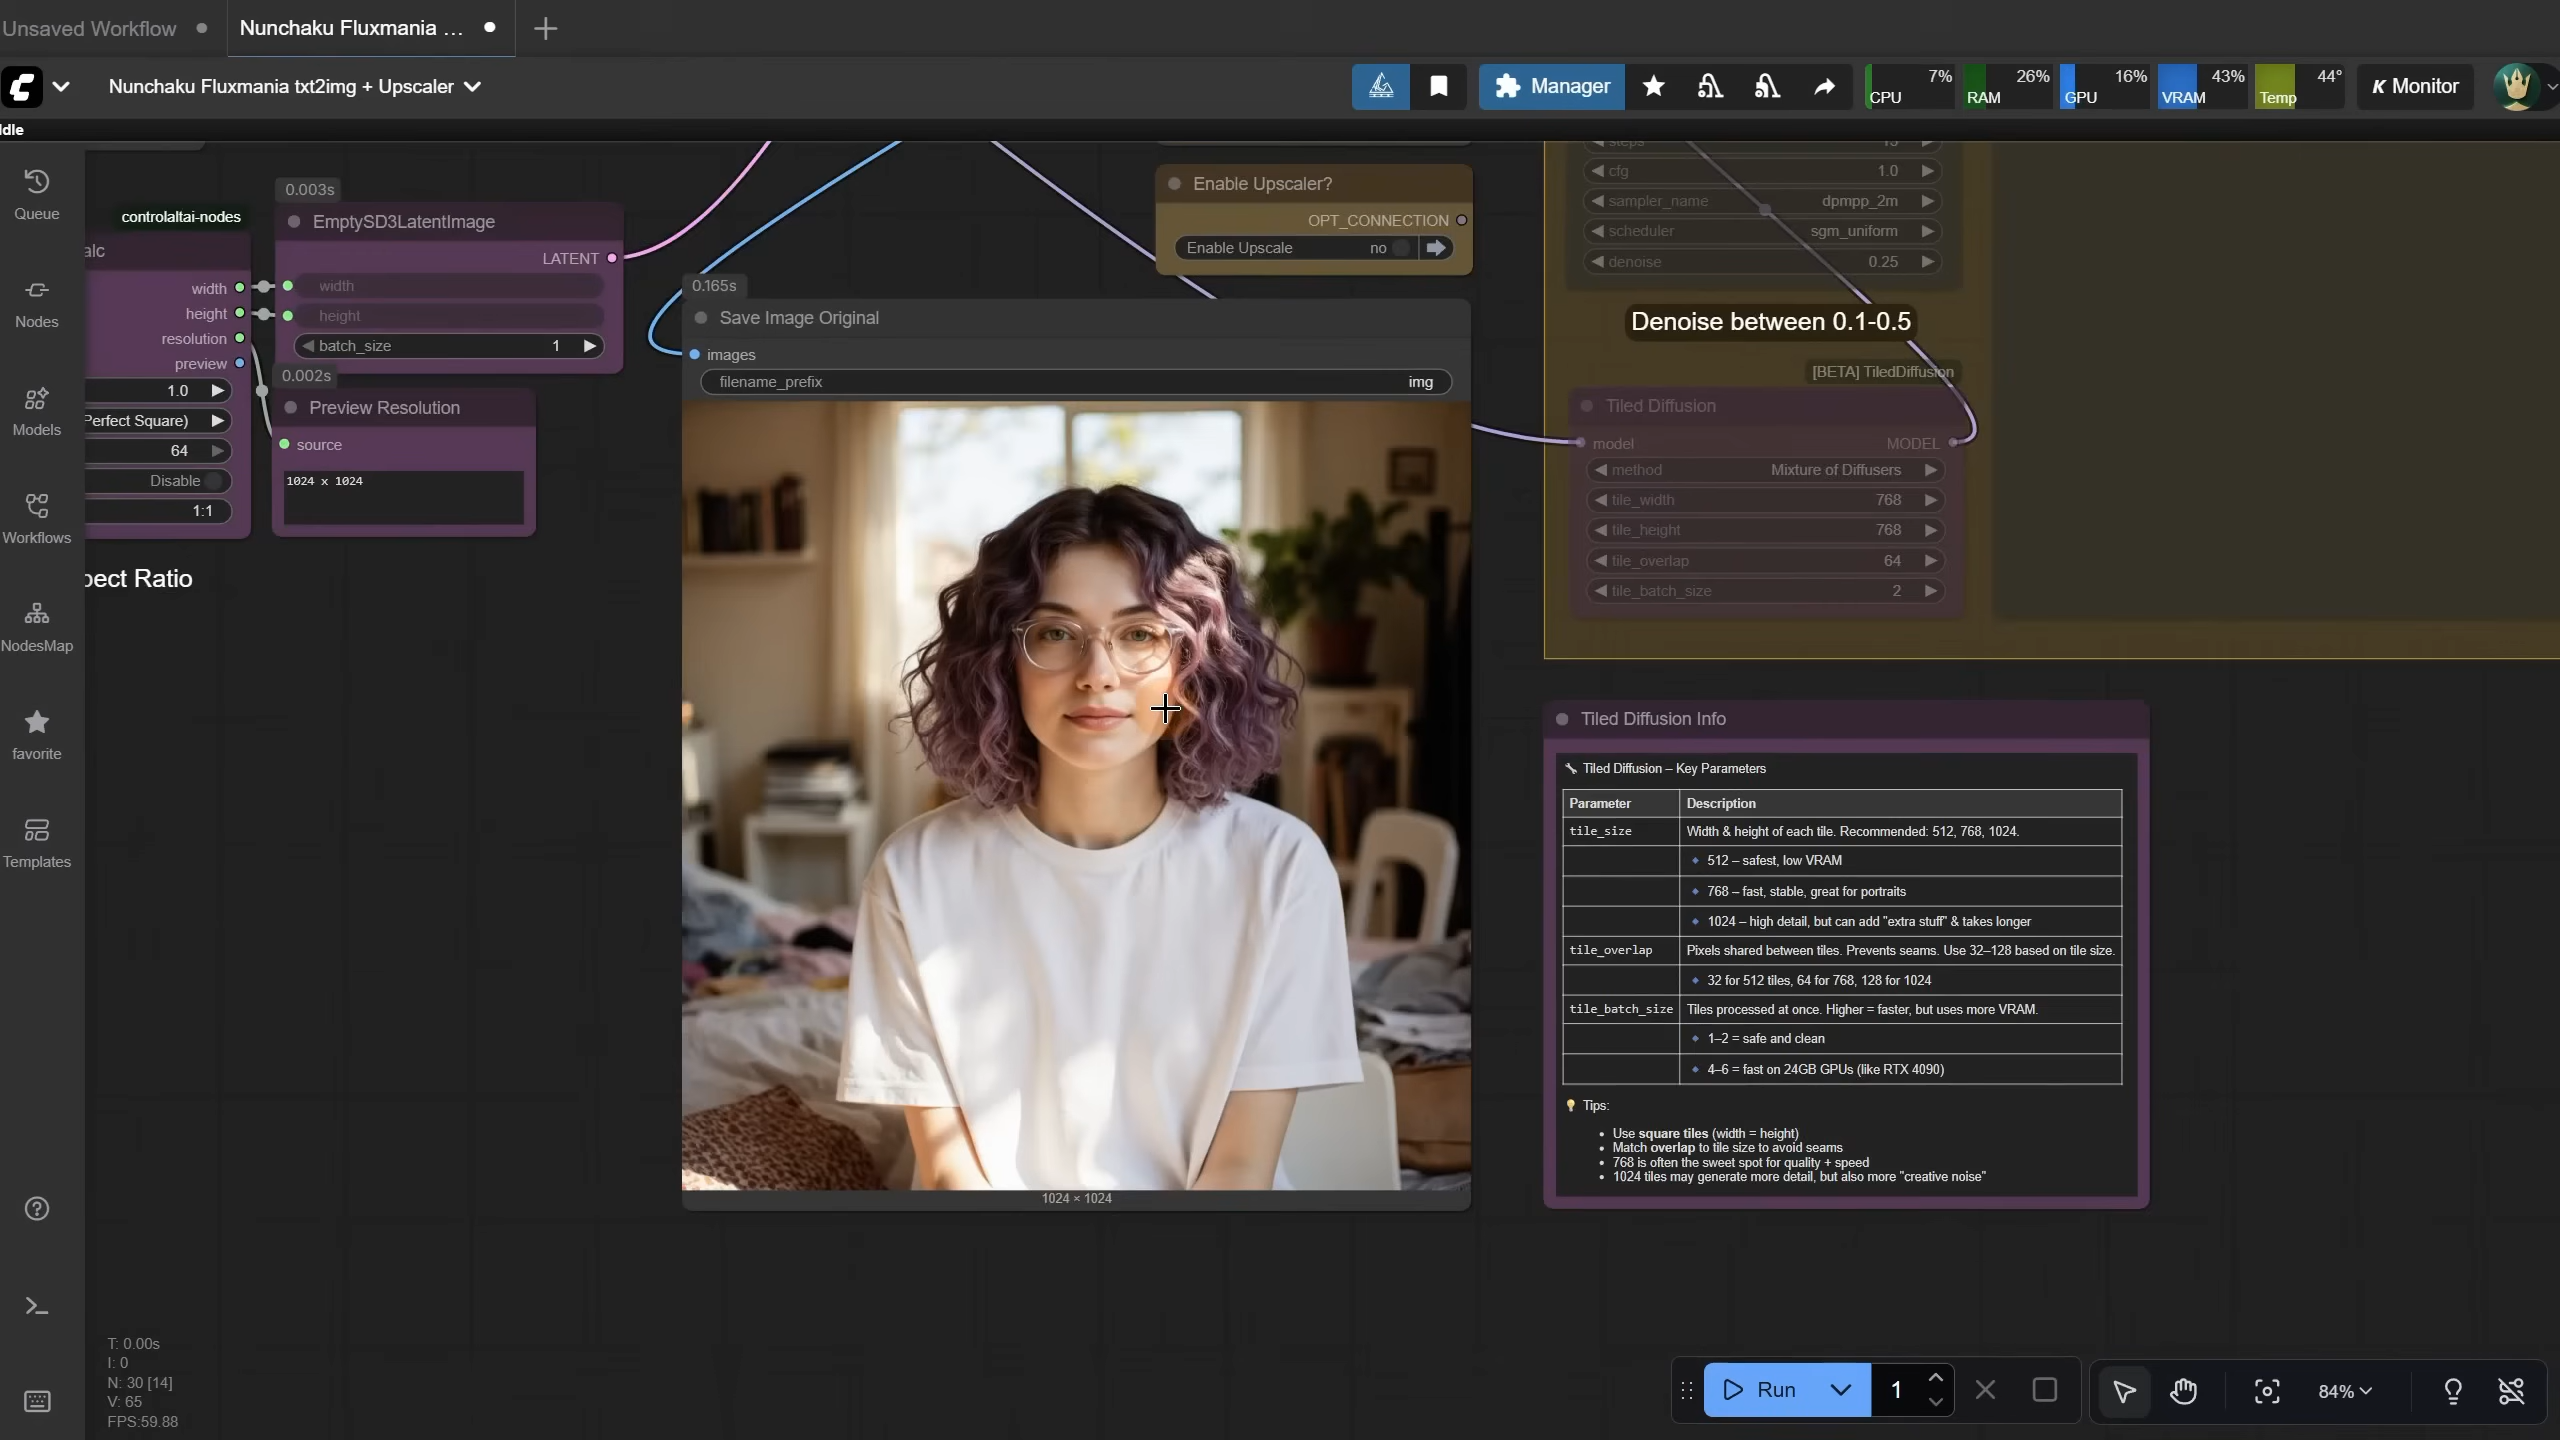 Unsaved Workflow
Nunchaku Fluxmania ...
Nunchaku Fluxmania txt2img + Upscaler
Manager
7%
CPU
26%
RAM
16%
GPU
43%
VRAM
44°
Temp
Monitor
Idle
Queue
Nodes
Models
Workflows
NodesMap
favorite
Templates
controlaltai-nodes
alc
width
height
resolution
preview
1.0
Perfect Square)
64
Disable
1:1
pect Ratio
0.003s
EmptySD3LatentImage
LATENT
width
height
batch_size 1
0.002s
Preview Resolution
source
1024 x 1024
0.165s
Save Image Original
images
filename_prefix img
1024 × 1024
Enable Upscaler?
OPT_CONNECTION
Enable Upscale no
steps 15
cfg 1.0
sampler_name dpmpp_2m
scheduler sgm_uniform
denoise 0.25
Denoise between 0.1-0.5
[BETA] TiledDiffusion
Tiled Diffusion
model MODEL
method Mixture of Diffusers
tile_width 768
tile_height 768
tile_overlap 64
tile_batch_size 2
Tiled Diffusion Info
Tiled Diffusion – Key Parameters
Parameter Description
tile_size Width & height of each tile. Recommended: 512, 768, 1024.
512 – safest, low VRAM
768 – fast, stable, great for portraits
1024 – high detail, but can add "extra stuff" & takes longer
tile_overlap Pixels shared between tiles. Prevents seams. Use 32–128 based on tile size.
32 for 512 tiles, 64 for 768, 128 for 1024
tile_batch_size Tiles processed at once. Higher = faster, but uses more VRAM.
1–2 = safe and clean
4–6 = fast on 24GB GPUs (like RTX 4090)
Tips:
Use square tiles (width = height)
Match overlap to tile size to avoid seams
768 is often the sweet spot for quality + speed
1024 tiles may generate more detail, but also more "creative noise"
T: 0.00s
I: 0
N: 30 [14]
V: 65
FPS:59.88
Run
1
84%